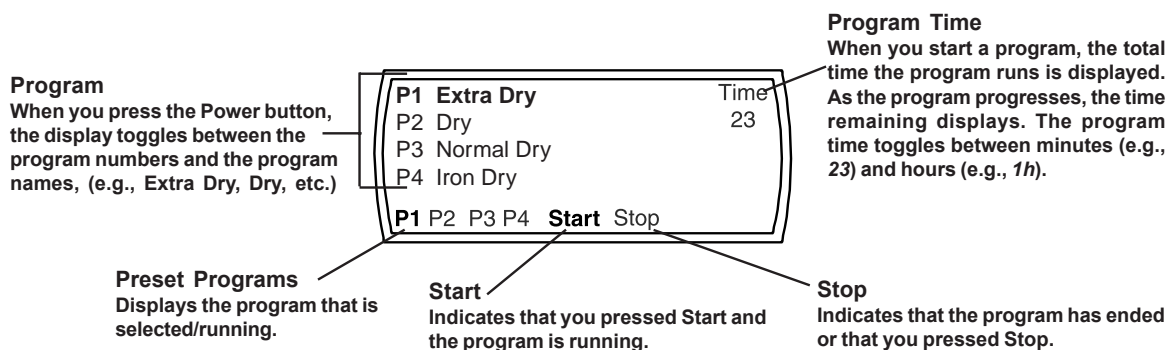 Program Time
When you start a program, the total
time the program runs is displayed.
As the program progresses, the time
remaining displays. The program
time toggles between minutes (e.g.,
23) and hours (e.g., 1h).
Program
When you press the Power button,
the display toggles between the
program numbers and the program
names, (e.g., Extra Dry, Dry, etc.)
P1 Extra Dry
Time
P2 Dry
23
P3 Normal Dry
P4 Iron Dry
P1 P2 P3 P4 Start Stop
Preset Programs
Displays the program that is
selected/running.
Start
Indicates that you pressed Start and
the program is running.
Stop
Indicates that the program has ended
or that you pressed Stop.